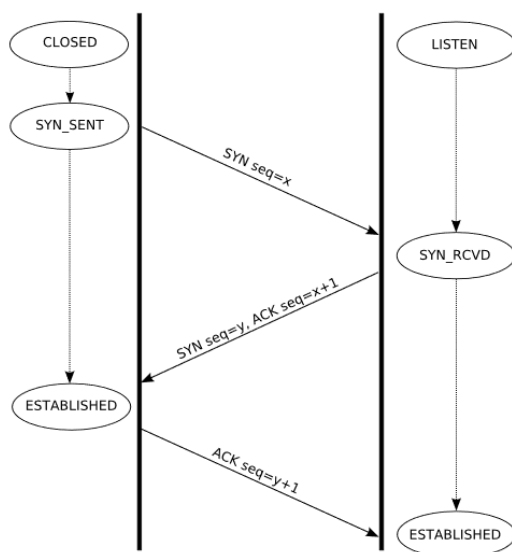 CLOSED
LISTEN
SYN_SENT
SYN seq=x
SYN_RCVD
SYN seq=y, ACK seq=x+1
ESTABLISHED
ACK seq=y+1
ESTABLISHED